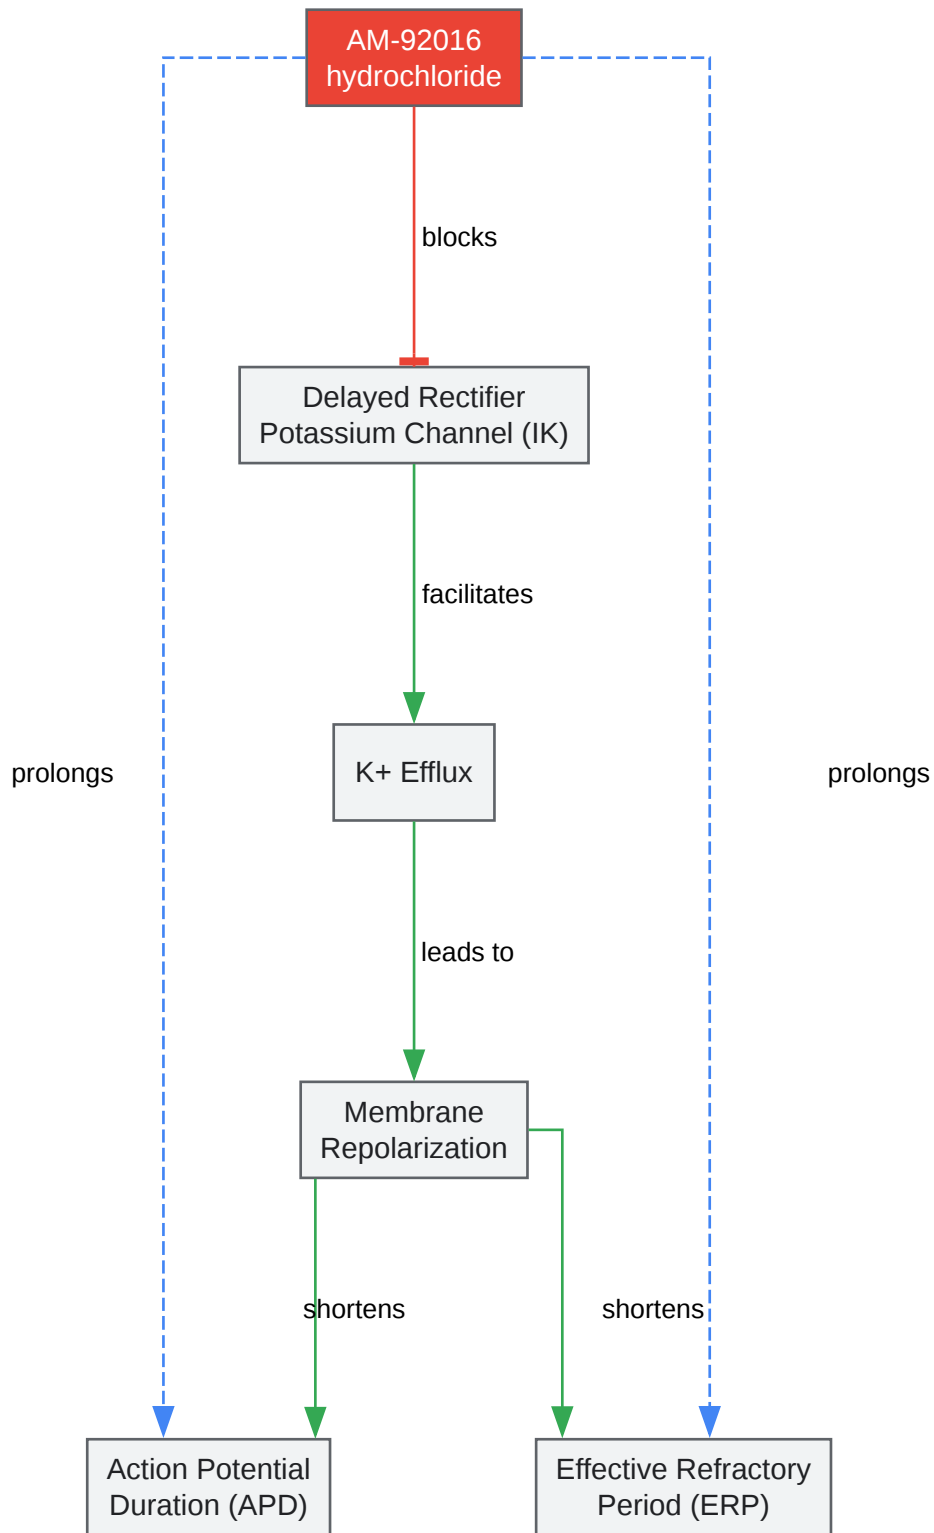 AM-92016
hydrochloride
blocks
Delayed Rectifier
Potassium Channel (IK)
facilitates
prolongs
K+ Efflux
prolongs
leads to
Membrane
Repolarization
shortens
shortens
Action Potential
Duration (APD)
Effective Refractory
Period (ERP)